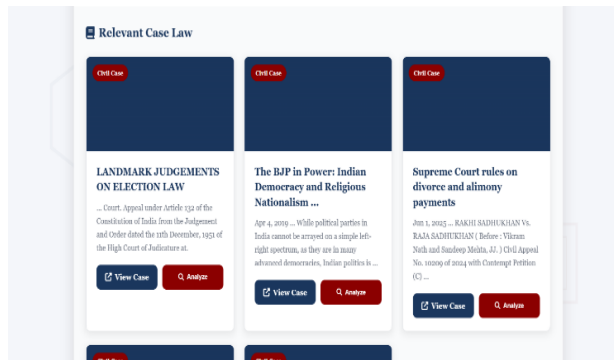 Relevant Case Law
Civil Case
LANDMARK JUDGEMENTS
ON ELECTION LAW
... Court. Appeal under Article 132 of the
Constitution of India from the Judgement
and Order dated the 11th December, 1951 of
the High Court of Judicature at.
View Case
Analyze
Civil Case
The BJP in Power: Indian
Democracy and Religious
Nationalism ...
Apr 4, 2019 ... While political parties in
India cannot be arrayed on a simple left-
right spectrum, as they are in many
advanced democracies, Indian politics is ...
View Case
Analyze
Civil Case
Supreme Court rules on
divorce and alimony
payments
Jun 1, 2025 ... RAKHI SADHUKHAN Vs.
RAJA SADHUKHAN ( Before : Vikram
Nath and Sandeep Mehta, JJ. ) Civil Appeal
No. 10209 of 2024 with Contempt Petition
(C) ...
View Case
Analyze
Civil Case
Civil Case